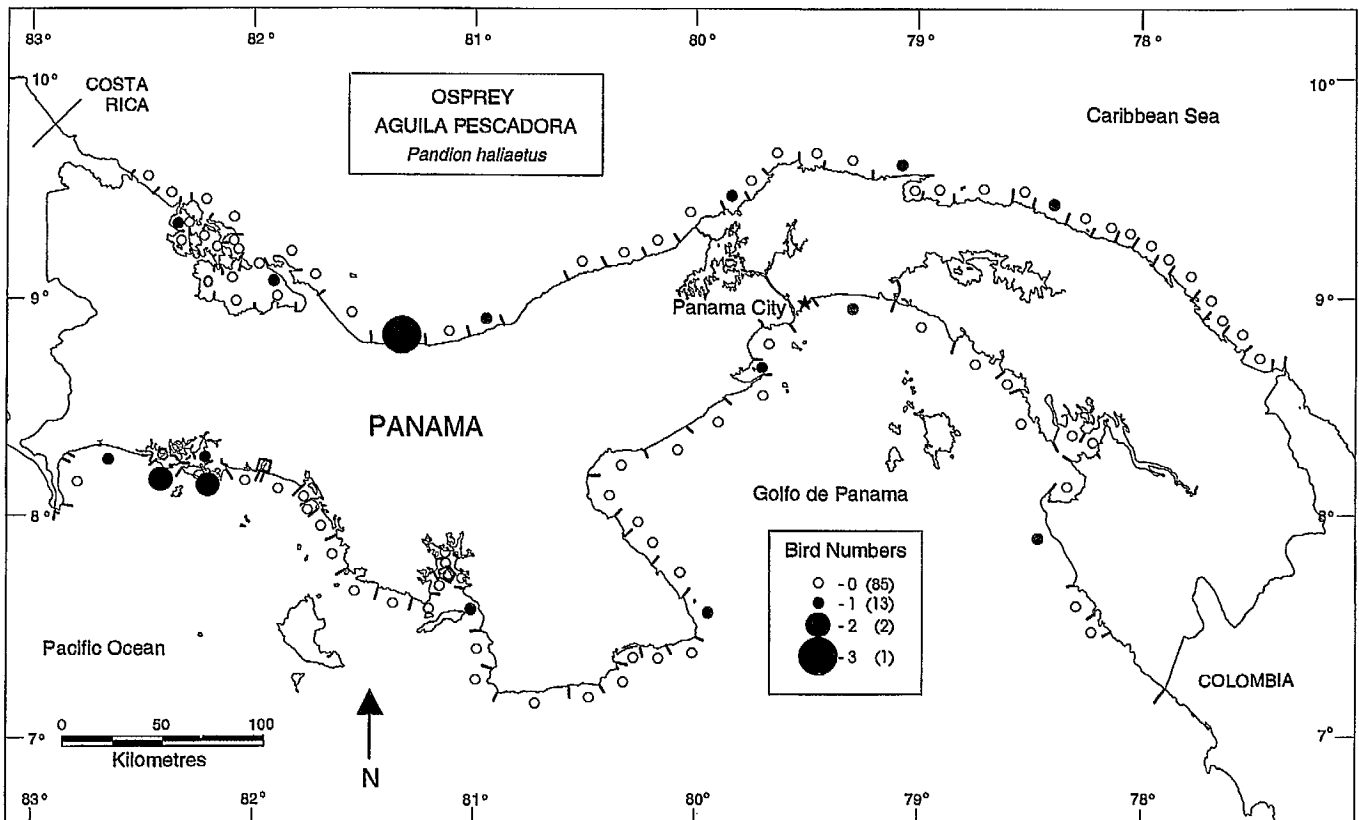 83° 82° 81° 80° 79° 78°
10° 10°
COSTA
RICA
OSPREY
AGUILA PESCADORA
Pandion haliaetus
Caribbean Sea
9° 9°
Panama City
PANAMA
Golfo de Panama
8° 8°
Bird Numbers
- 0 (85)
- 1 (13)
- 2 (2)
- 3 (1)
Pacific Ocean
COLOMBIA
0 50 100
Kilometres
7° 7°
N
83° 82° 81° 80° 79° 78°